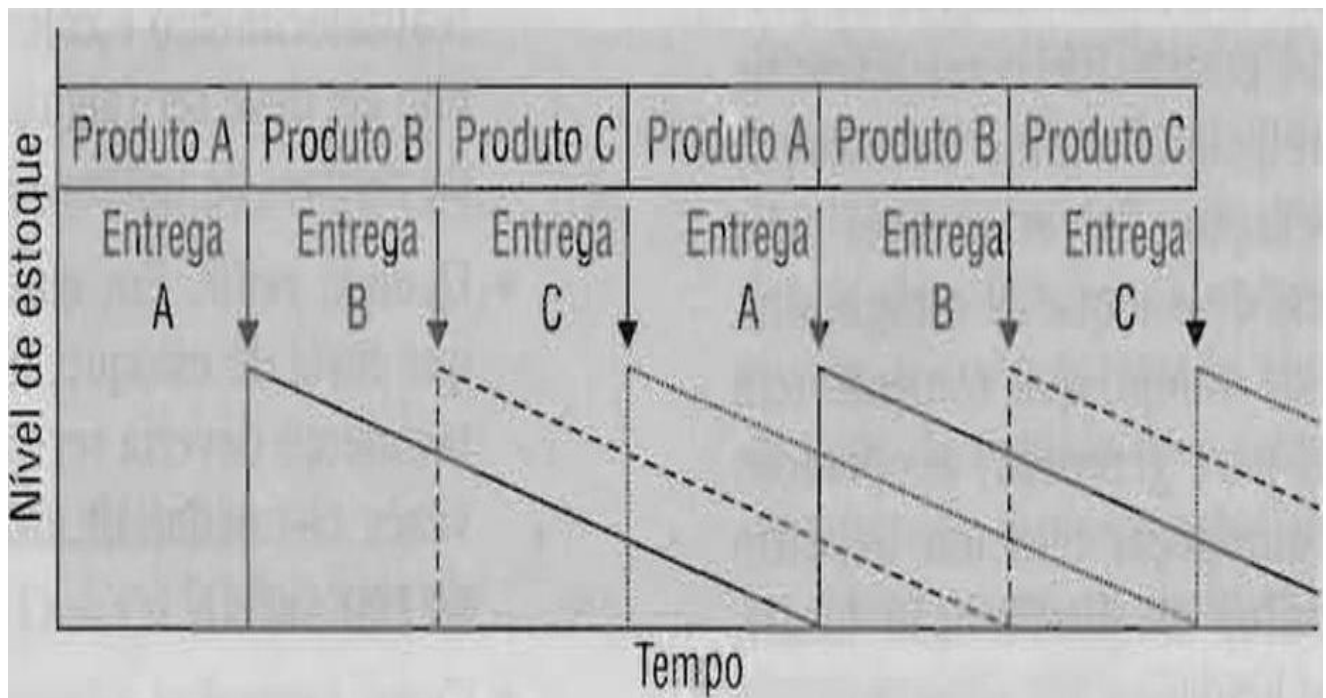 Nível de estoque
Produto A Produto B Produto C Produto A Produto B Produto C
Entrega Entrega Entrega Entrega Entrega Entrega
A B C A B C
Tempo